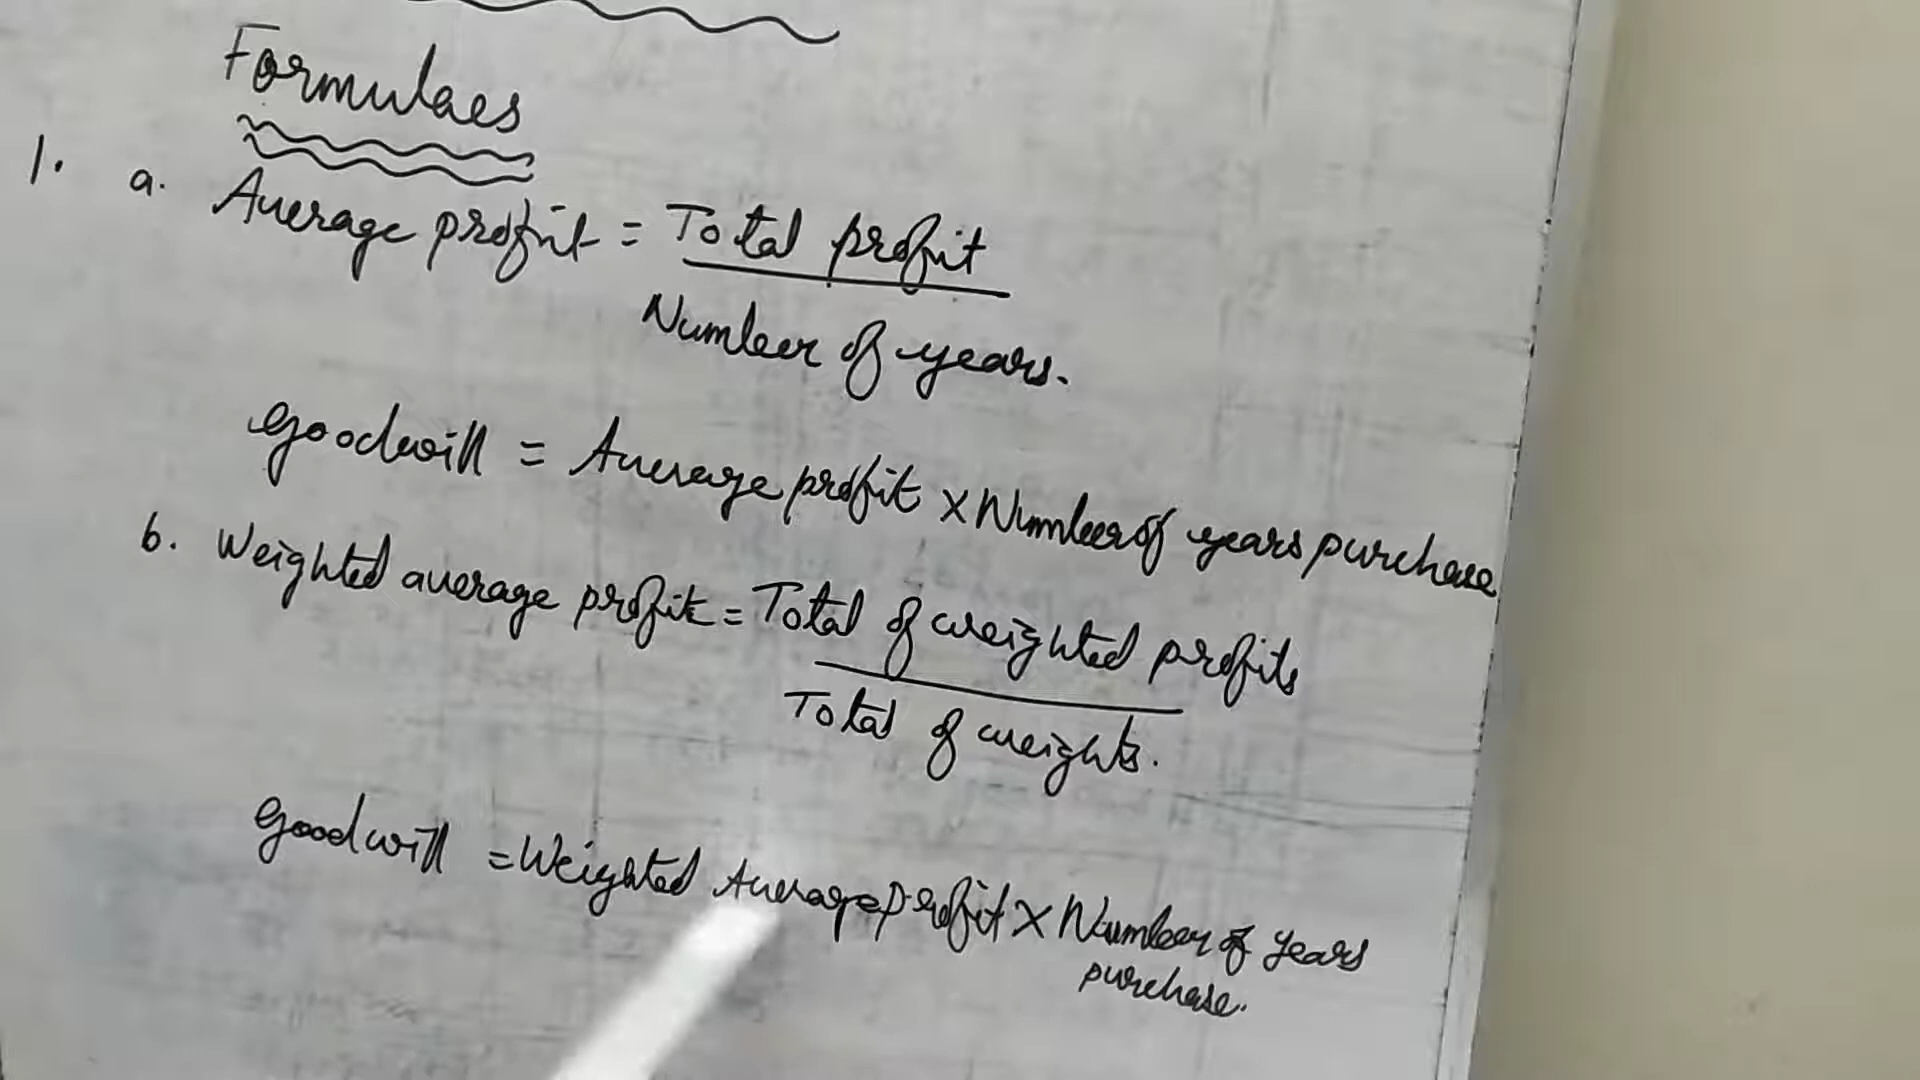 Formulaes
1. a. Average profit = Total profit
Number of years.
Goodwill = Average profit × Number of years purchase
b. Weighted average profit = Total of weighted profits
Total of weights.
Goodwill = Weighted Average profit × Number of years
purchase.